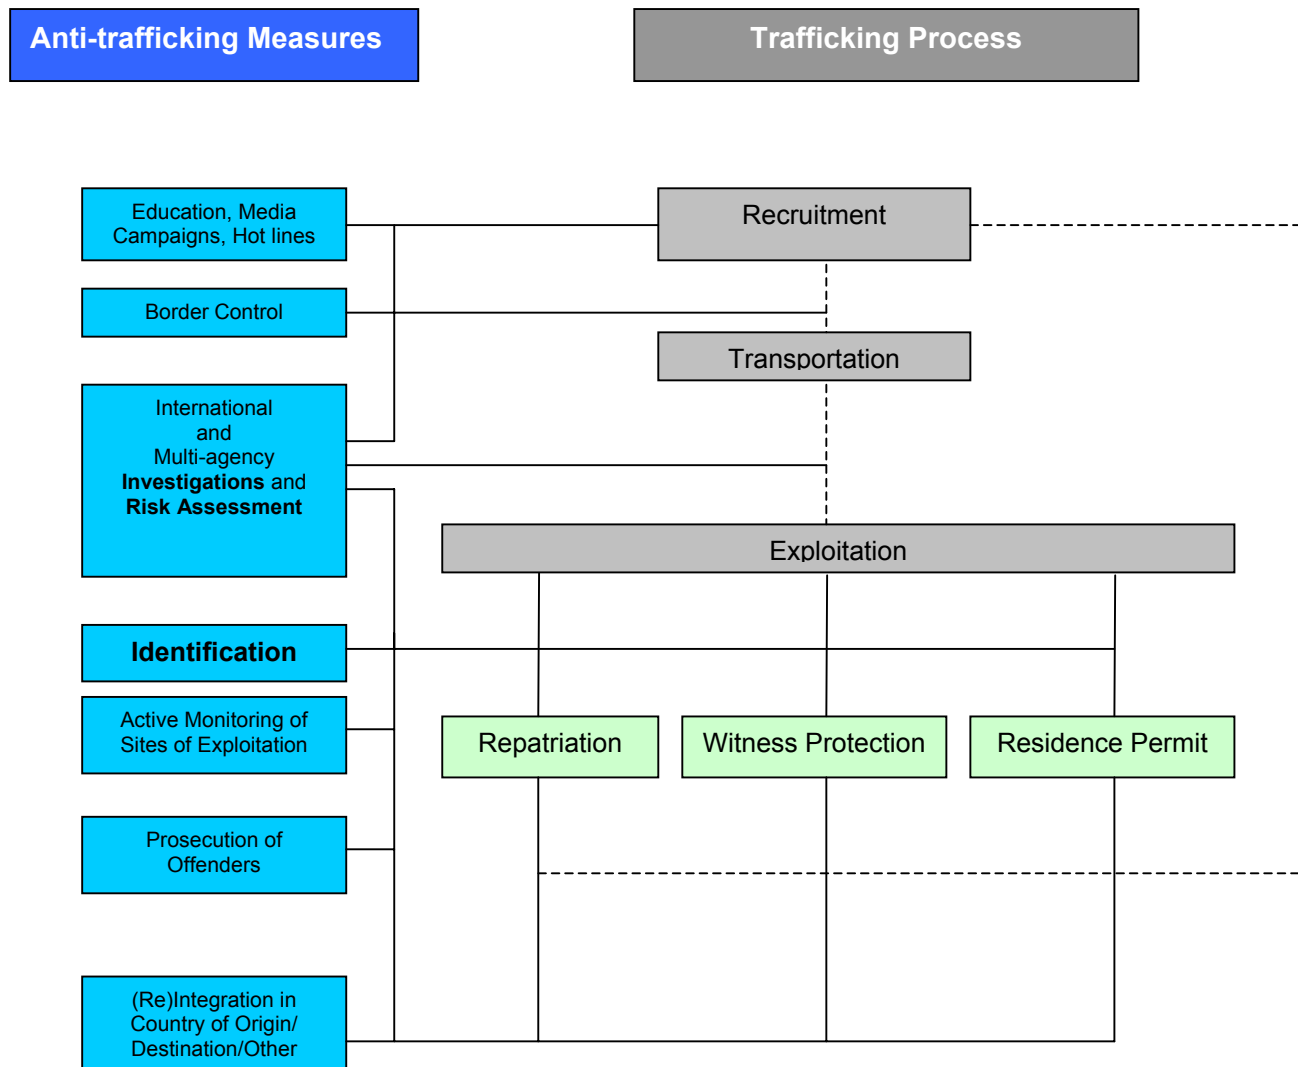 Anti-trafficking Measures
Trafficking Process
Education, Media
Campaigns, Hot lines
Recruitment
Border Control
Transportation
International
and
Multi-agency
Investigations and
Risk Assessment
Exploitation
Identification
Active Monitoring of
Sites of Exploitation
Repatriation
Witness Protection
Residence Permit
Prosecution of
Offenders
(Re)Integration in
Country of Origin/
Destination/Other